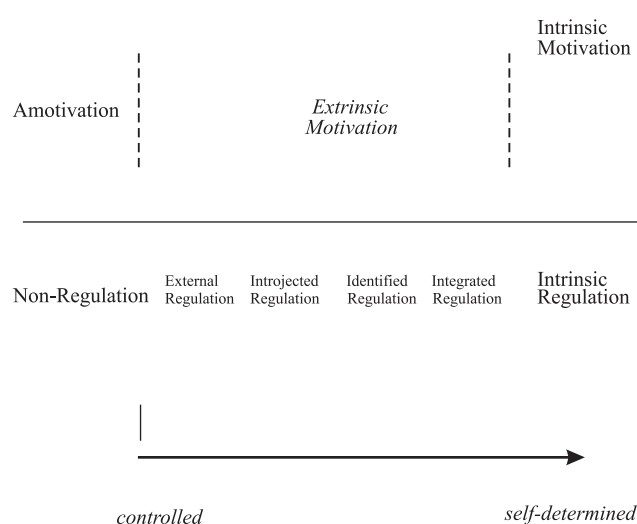 Intrinsic
Motivation
Amotivation
Extrinsic
Motivation
Non-Regulation
External
Regulation
Introjected
Regulation
Identified
Regulation
Integrated
Regulation
Intrinsic
Regulation
controlled
self-determined